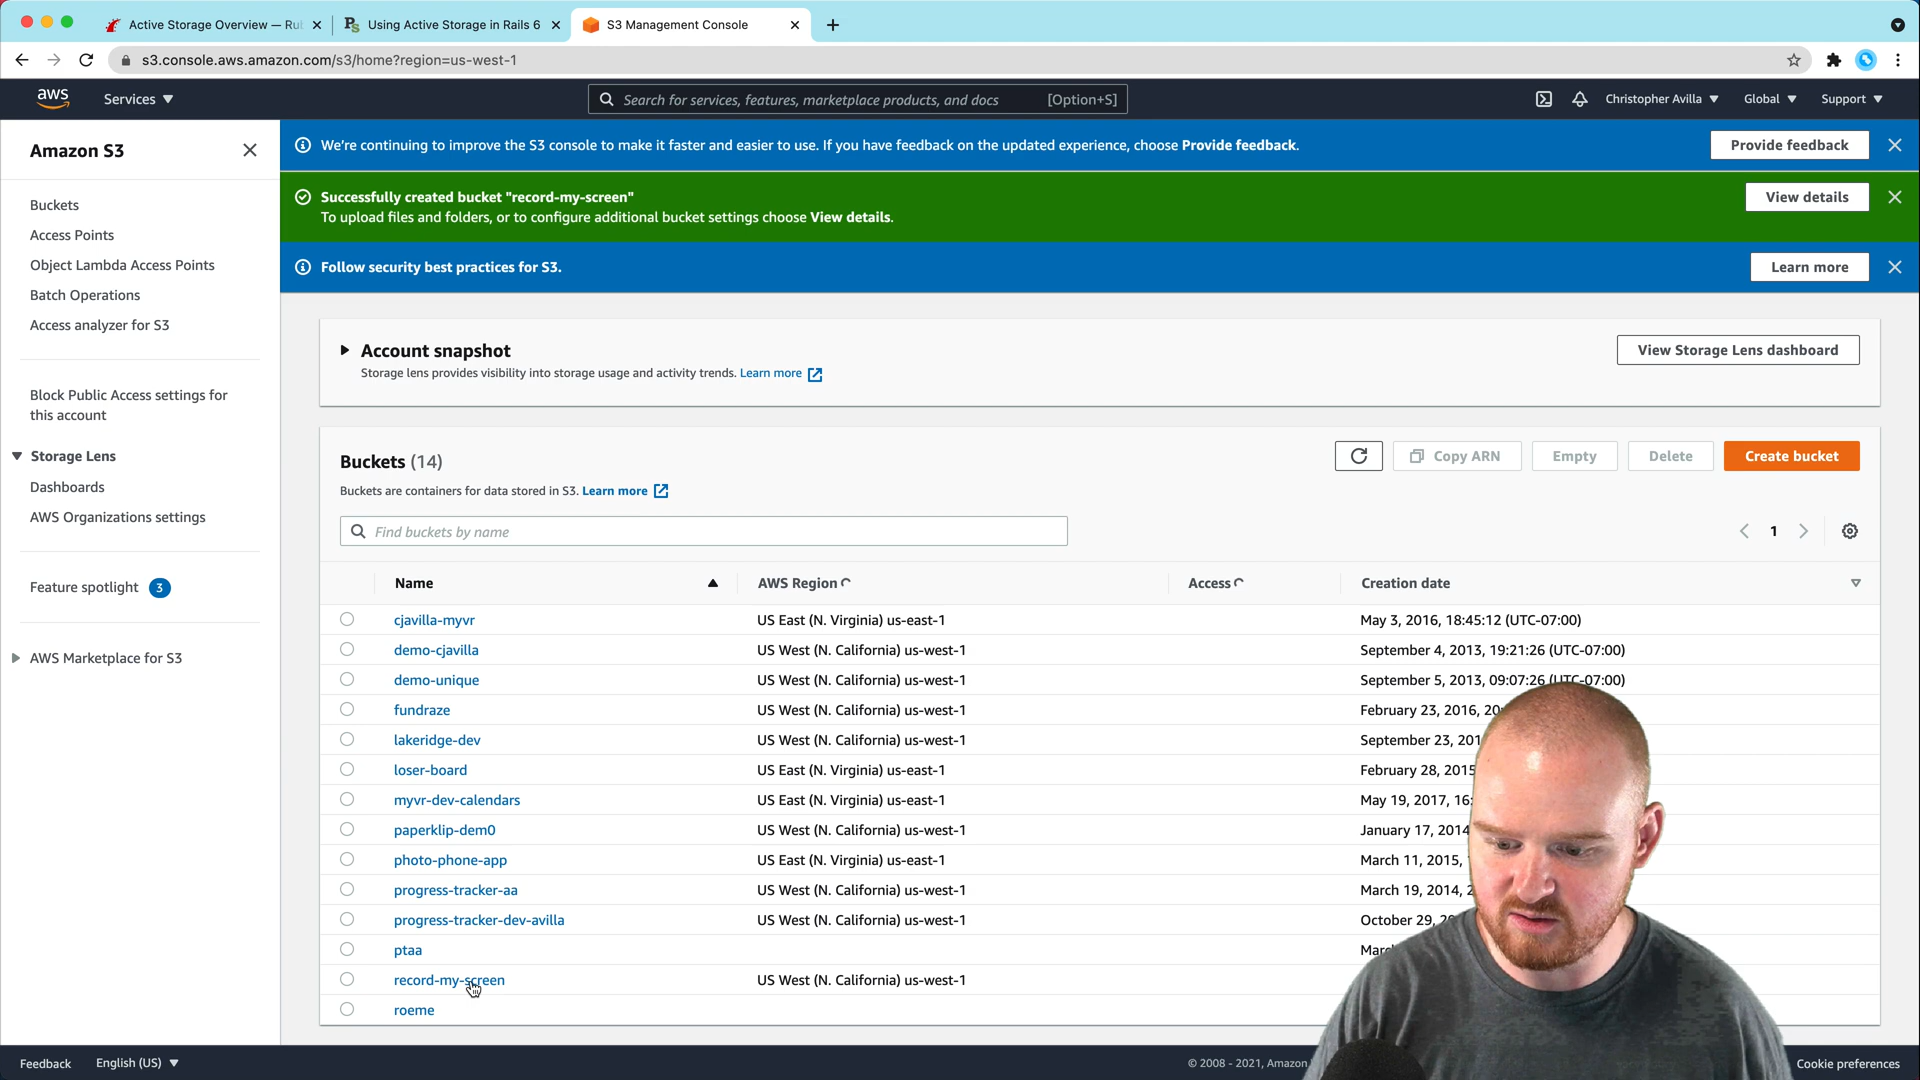 Active Storage Overview — Ru
Using Active Storage in Rails 6
S3 Management Console
s3.console.aws.amazon.com/s3/home?region=us-west-1
aws
Services
Search for services, features, marketplace products, and docs
[Option+S]
Christopher Avilla
Global
Support
Amazon S3
Buckets
Access Points
Object Lambda Access Points
Batch Operations
Access analyzer for S3
Block Public Access settings for
this account
Storage Lens
Dashboards
AWS Organizations settings
Feature spotlight 3
AWS Marketplace for S3
We're continuing to improve the S3 console to make it faster and easier to use. If you have feedback on the updated experience, choose Provide feedback.
Provide feedback
Successfully created bucket "record-my-screen"
To upload files and folders, or to configure additional bucket settings choose View details.
View details
Follow security best practices for S3.
Learn more
Account snapshot
Storage lens provides visibility into storage usage and activity trends. Learn more
View Storage Lens dashboard
Buckets (14)
Buckets are containers for data stored in S3. Learn more
Copy ARN
Empty
Delete
Create bucket
Find buckets by name
1
Name AWS Region Access Creation date
cjavilla-myvr US East (N. Virginia) us-east-1 May 3, 2016, 18:45:12 (UTC-07:00)
demo-cjavilla US West (N. California) us-west-1 September 4, 2013, 19:21:26 (UTC-07:00)
demo-unique US West (N. California) us-west-1 September 5, 2013, 09:07:26 (UTC-07:00)
fundraze US West (N. California) us-west-1 February 23, 2016, 20
lakeridge-dev US West (N. California) us-west-1 September 23, 201
loser-board US East (N. Virginia) us-east-1 February 28, 2015
myvr-dev-calendars US East (N. Virginia) us-east-1 May 19, 2017, 16:
paperklip-dem0 US West (N. California) us-west-1 January 17, 2014
photo-phone-app US East (N. Virginia) us-east-1 March 11, 2015,
progress-tracker-aa US West (N. California) us-west-1 March 19, 2014, 2
progress-tracker-dev-avilla US West (N. California) us-west-1 October 29, 20
ptaa
record-my-screen US West (N. California) us-west-1
roeme
Feedback
English (US)
© 2008 - 2021, Amazon
Cookie preferences